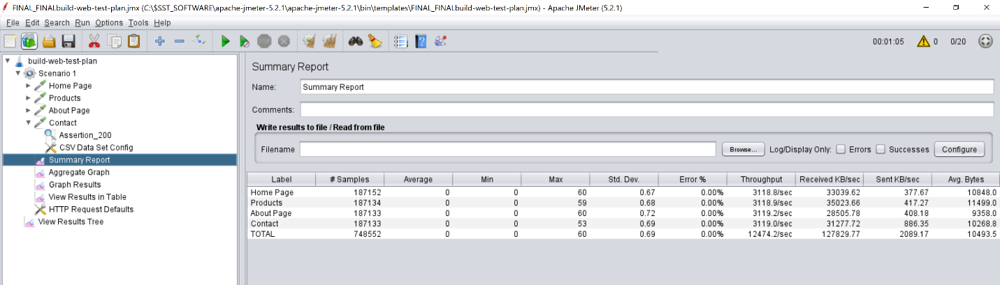 FINAL_FINALbuild-web-test-plan.jmx (C:\$SST_SOFTWARE\apache-jmeter-5.2.1\apache-jmeter-5.2.1\bin\templates\FINAL_FINALbuild-web-test-plan.jmx) - Apache JMeter (5.2.1)
File Edit Search Run Options Tools Help
00:01:05 0 0/20
build-web-test-plan
Scenario 1
Home Page
Products
About Page
Contact
Assertion_200
CSV Data Set Config
Summary Report
Aggregate Graph
Graph Results
View Results in Table
HTTP Request Defaults
View Results Tree
Summary Report
Name: Summary Report
Comments:
Write results to file / Read from file
Filename Browse... Log/Display Only: Errors Successes Configure
Label # Samples Average Min Max Std. Dev. Error % Throughput Received KB/sec Sent KB/sec Avg. Bytes
Home Page 187152 0 0 60 0.67 0.00% 3118.8/sec 33039.62 377.67 10848.0
Products 187134 0 0 59 0.68 0.00% 3118.9/sec 35023.66 417.27 11499.0
About Page 187133 0 0 60 0.72 0.00% 3119.2/sec 28505.78 408.18 9358.0
Contact 187133 0 0 53 0.69 0.00% 3119.0/sec 31277.72 886.35 10268.8
TOTAL 748552 0 0 60 0.69 0.00% 12474.2/sec 127829.77 2089.17 10493.5